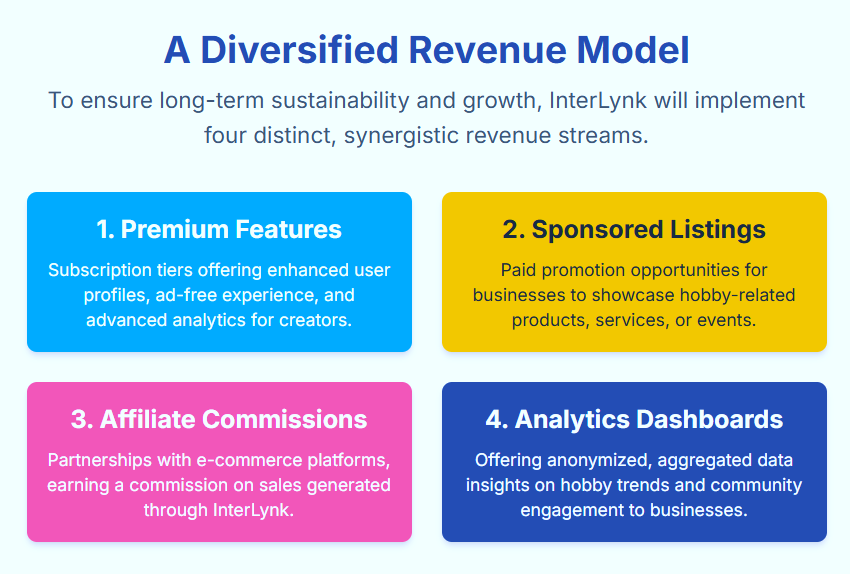 A Diversified Revenue Model
To ensure long-term sustainability and growth, InterLynk will implement
four distinct, synergistic revenue streams.
1. Premium Features
Subscription tiers offering enhanced user
profiles, ad-free experience, and
advanced analytics for creators.
2. Sponsored Listings
Paid promotion opportunities for
businesses to showcase hobby-related
products, services, or events.
3. Affiliate Commissions
Partnerships with e-commerce platforms,
earning a commission on sales generated
through InterLynk.
4. Analytics Dashboards
Offering anonymized, aggregated data
insights on hobby trends and community
engagement to businesses.